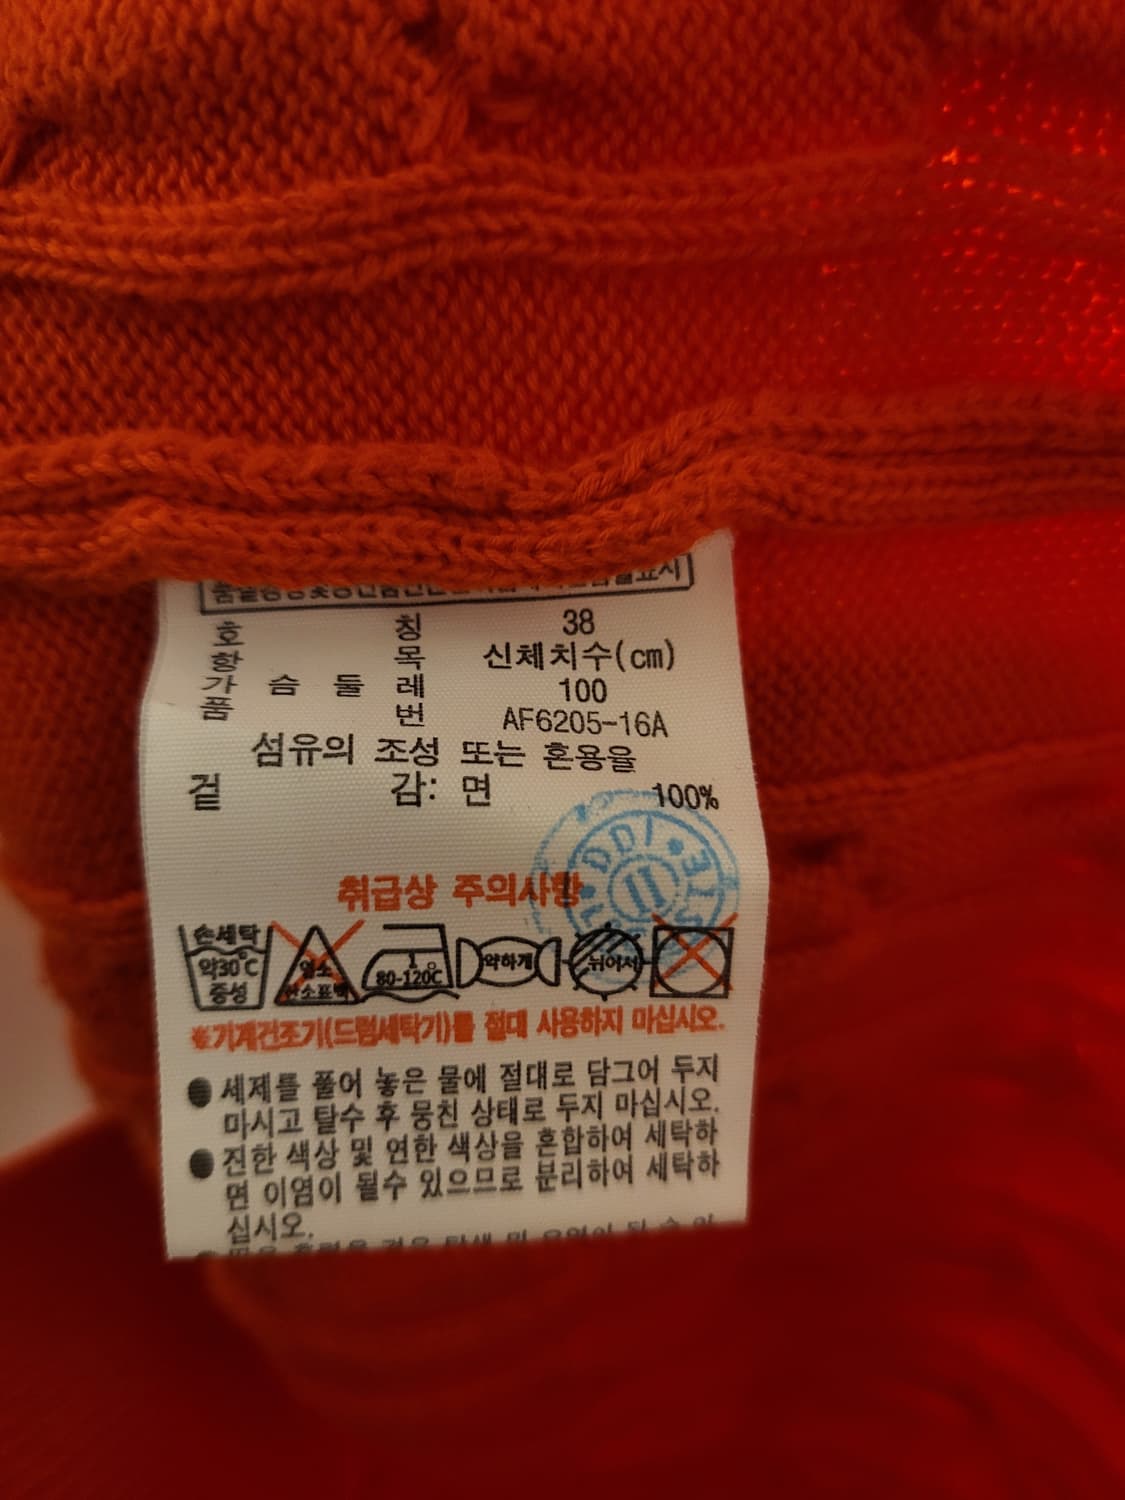 호 칭 38
항 목 신체치수(cm)
가 슴 둘 레 100
품 번 AF6205-16A
섬유의 조성 또는 혼용율
겉 감: 면 100%
취급상 주의사항
손세탁
약30℃
중성
염소
산소표백
80-120℃
약하게
뉘어서
※기계건조기(드럼세탁기)를 절대 사용하지 마십시오.
● 세제를 풀어 놓은 물에 절대로 담그어 두지
마시고 탈수 후 뭉친 상태로 두지 마십시오.
● 진한 색상 및 연한 색상을 혼합하여 세탁하
면 이염이 될수 있으므로 분리하여 세탁하
십시오.